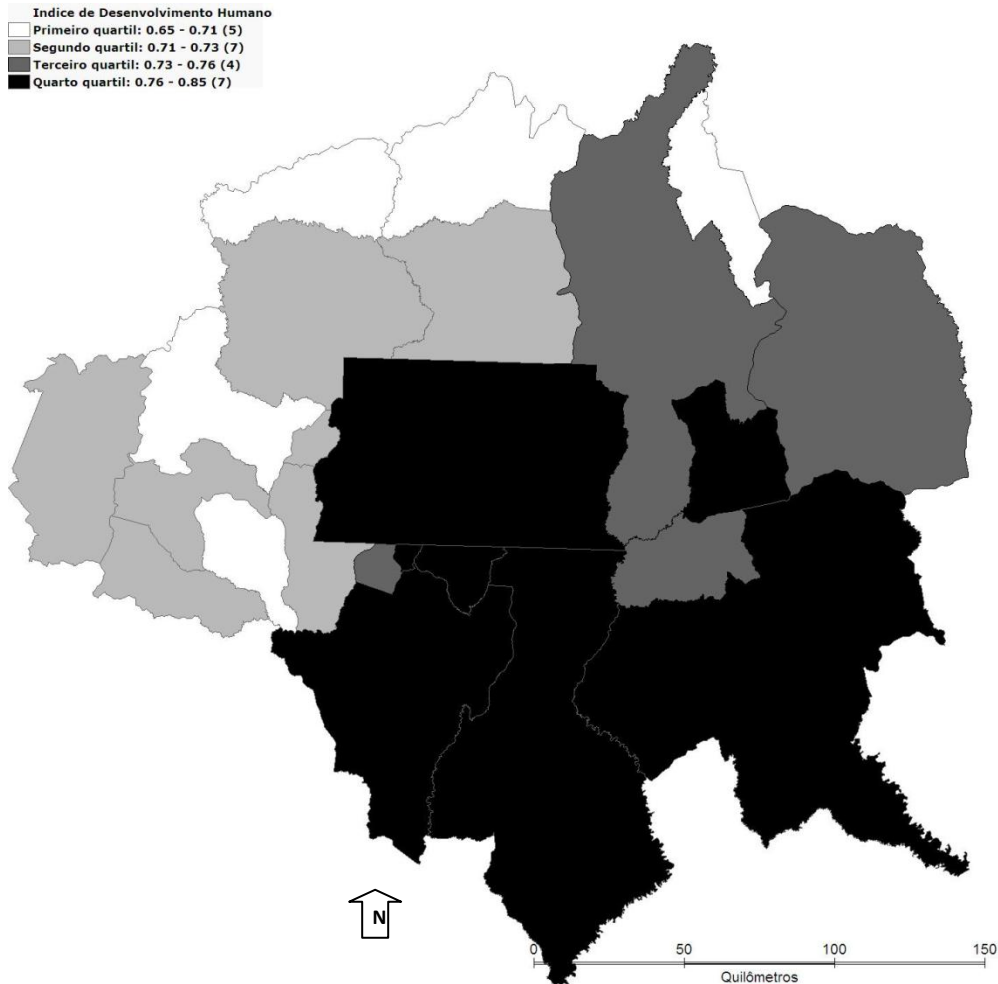 Indice de Desenvolvimento Humano
Primeiro quartil: 0.65 - 0.71 (5)
Segundo quartil: 0.71 - 0.73 (7)
Terceiro quartil: 0.73 - 0.76 (4)
Quarto quartil: 0.76 - 0.85 (7)
N
0 50 100 150
Quilômetros